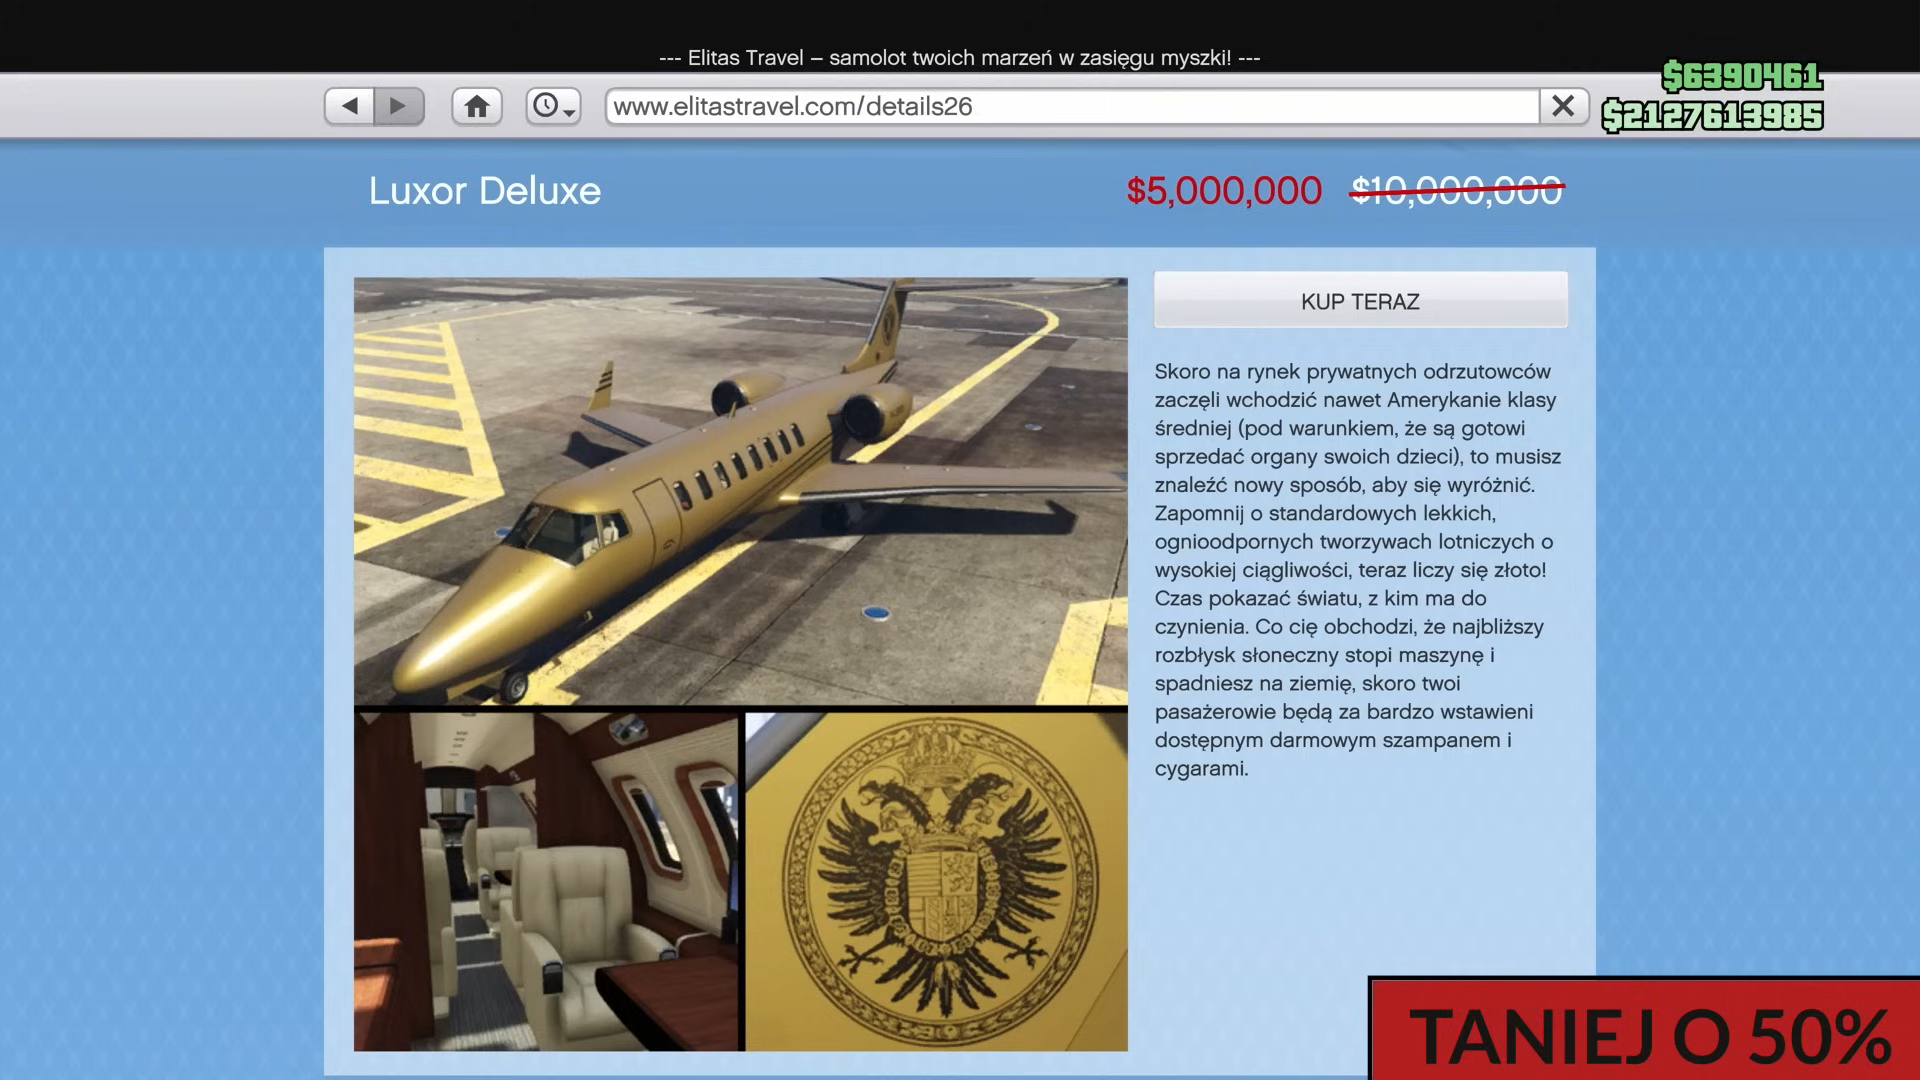 --- Elitas Travel – samolot twoich marzeń w zasięgu myszki! ---
$6390461
www.elitastravel.com/details26
$2127613985
Luxor Deluxe
$5,000,000 $10,000,000
KUP TERAZ
Skoro na rynek prywatnych odrzutowców
zaczęli wchodzić nawet Amerykanie klasy
średniej (pod warunkiem, że są gotowi
sprzedać organy swoich dzieci), to musisz
znaleźć nowy sposób, aby się wyróżnić.
Zapomnij o standardowych lekkich,
ognioodpornych tworzywach lotniczych o
wysokiej ciągliwości, teraz liczy się złoto!
Czas pokazać światu, z kim ma do
czynienia. Co cię obchodzi, że najbliższy
rozbłysk słoneczny stopi maszynę i
spadniesz na ziemię, skoro twoi
pasażerowie będą za bardzo wstawieni
dostępnym darmowym szampanem i
cygarami.
TANIEJ O 50%